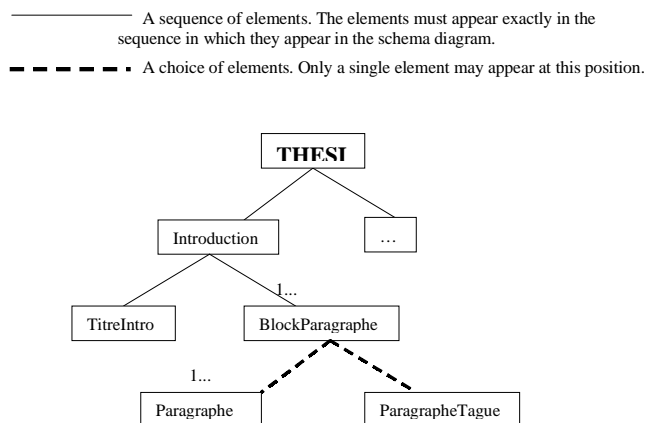 A sequence of elements. The elements must appear exactly in the
sequence in which they appear in the schema diagram.
A choice of elements. Only a single element may appear at this position.
THESI
Introduction
...
1...
TitreIntro
BlockParagraphe
1...
Paragraphe
ParagrapheTague